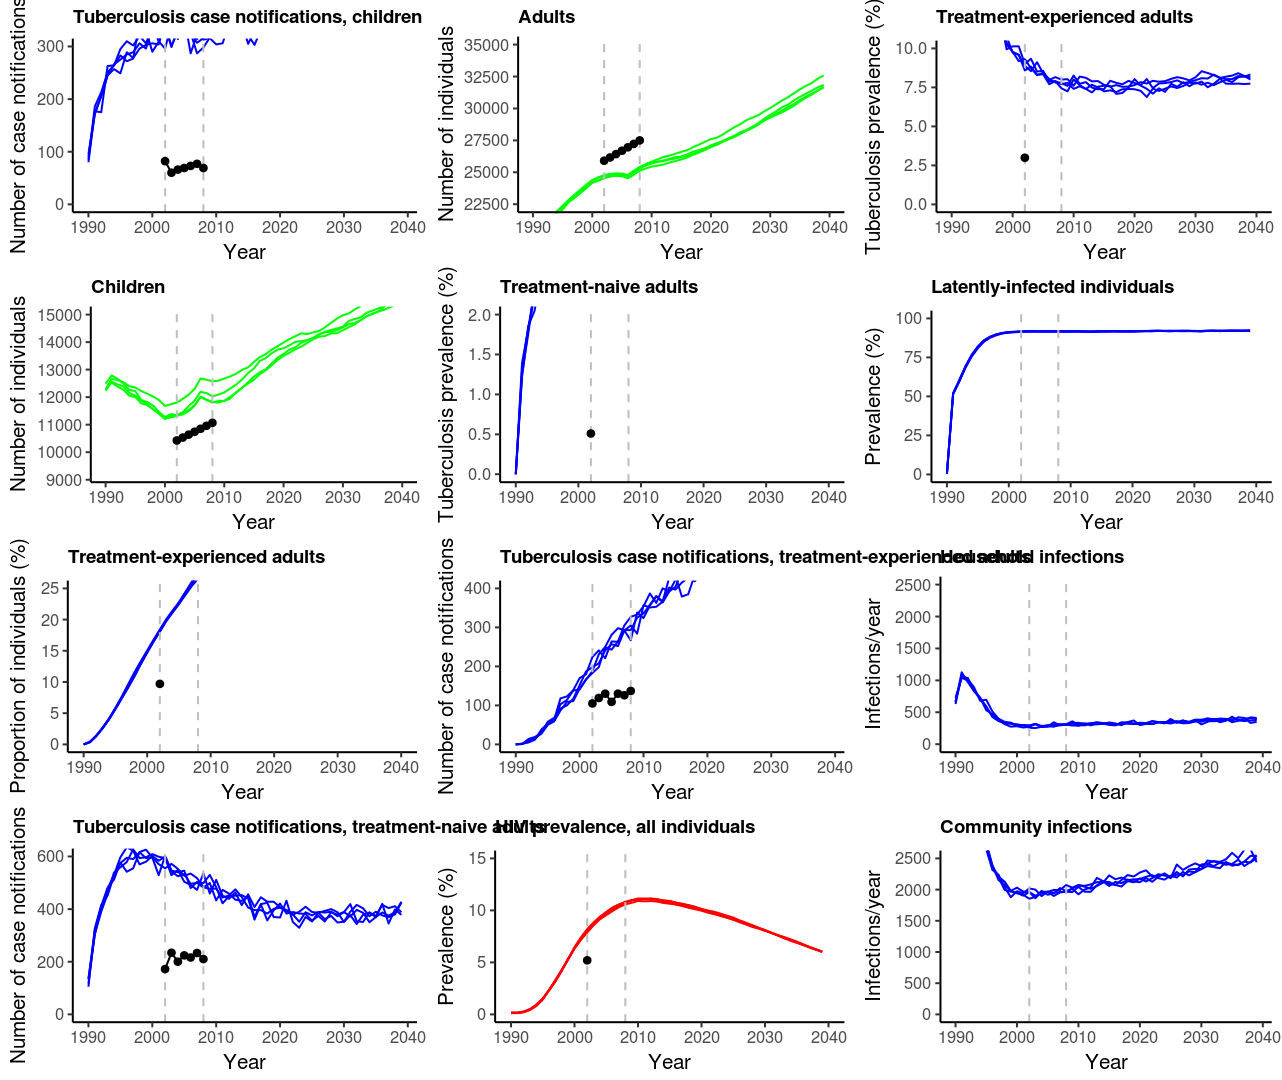 Tuberculosis case notifications, children
Number of case notifications
300
200
100
0
1990 2000 2010 2020 2030 2040
Year
Adults
Number of individuals
35000
32500
30000
27500
25000
22500
1990 2000 2010 2020 2030 2040
Year
Treatment-experienced adults
Tuberculosis prevalence (%)
10.0
7.5
5.0
2.5
0.0
1990 2000 2010 2020 2030 2040
Year
Children
Number of individuals
15000
14000
13000
12000
11000
10000
9000
1990 2000 2010 2020 2030 2040
Year
Treatment-naive adults
Tuberculosis prevalence (%)
2.0
1.5
1.0
0.5
0.0
1990 2000 2010 2020 2030 2040
Year
Latently-infected individuals
Prevalence (%)
100
75
50
25
0
1990 2000 2010 2020 2030 2040
Year
Treatment-experienced adults
Proportion of individuals (%)
25
20
15
10
5
0
1990 2000 2010 2020 2030 2040
Year
Tuberculosis case notifications, treatment-experienced adults
Number of case notifications
400
300
200
100
0
1990 2000 2010 2020 2030 2040
Year
Household infections
Infections/year
2500
2000
1500
1000
500
0
1990 2000 2010 2020 2030 2040
Year
Tuberculosis case notifications, treatment-naive adults
Number of case notifications
600
400
200
0
1990 2000 2010 2020 2030 2040
Year
HIV prevalence, all individuals
Prevalence (%)
15
10
5
0
1990 2000 2010 2020 2030 2040
Year
Community infections
Infections/year
2500
2000
1500
1000
500
0
1990 2000 2010 2020 2030 2040
Year